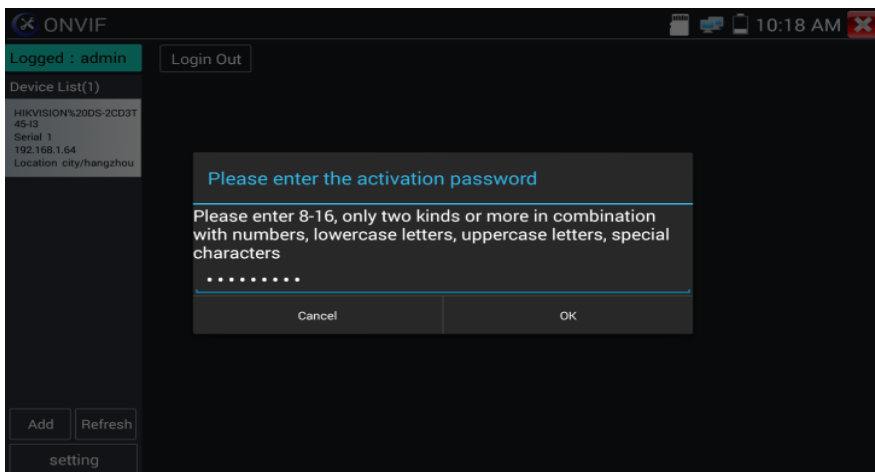 ONVIF
10:18 AM
Logged : admin
Login Out
Device List(1)
HIKVISION%20DS-2CD3T
45-I3
Serial 1
192.168.1.64
Location city/hangzhou
Please enter the activation password
Please enter 8-16, only two kinds or more in combination
with numbers, lowercase letters, uppercase letters, special
characters
•••••••••
Cancel
OK
Add
Refresh
setting